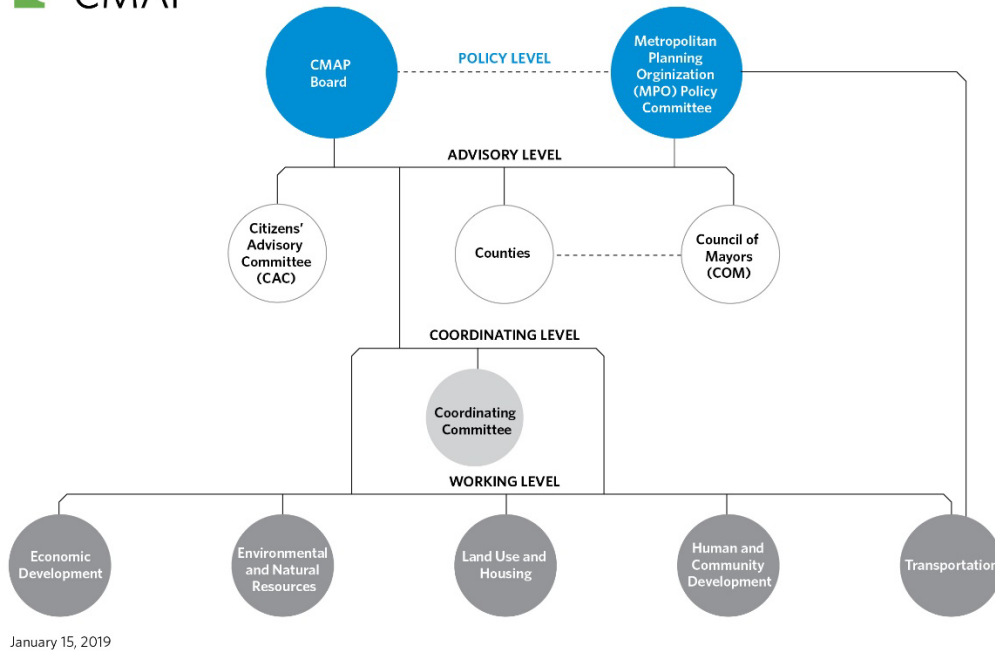 CMAP
CMAP
Board
POLICY LEVEL
Metropolitan
Planning
Orginization
(MPO) Policy
Committee
ADVISORY LEVEL
Citizens'
Advisory
Committee
(CAC)
Counties
Council of
Mayors
(COM)
COORDINATING LEVEL
Coordinating
Committee
WORKING LEVEL
Economic
Development
Environmental
and Natural
Resources
Land Use and
Housing
Human and
Community
Development
Transportation
January 15, 2019